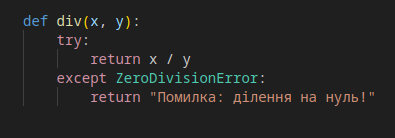 def div(x, y):
    try:
        return x / y
    except ZeroDivisionError:
        return "Помилка: ділення на нуль!"